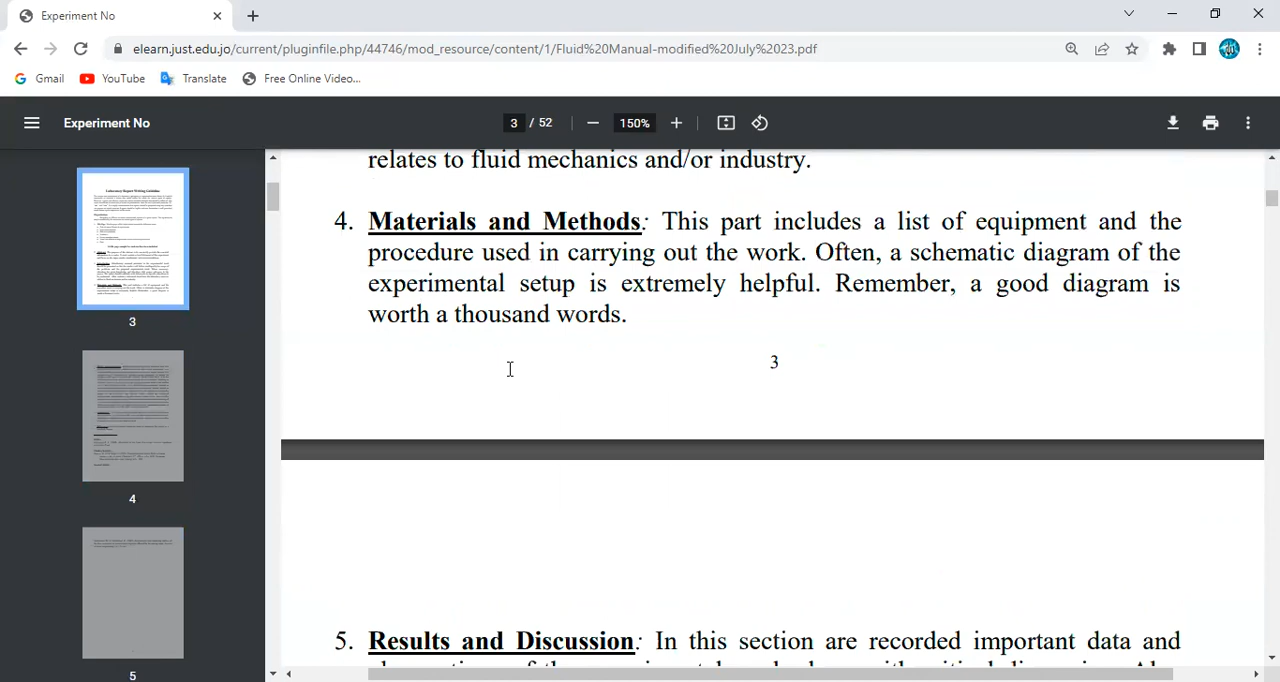 Experiment No
elearn.just.edu.jo/current/pluginfile.php/44746/mod_resource/content/1/Fluid%20Manual-modified%20July%2023.pdf
Gmail YouTube Translate Free Online Video...
Experiment No 3 / 52 150%
relates to fluid mechanics and/or industry.
4. Materials and Methods: This part includes a list of equipment and the
procedure used in carrying out the work. Often, a schematic diagram of the
experimental setup is extremely helpful. Remember, a good diagram is
worth a thousand words.
3
5. Results and Discussion: In this section are recorded important data and
3
4
5